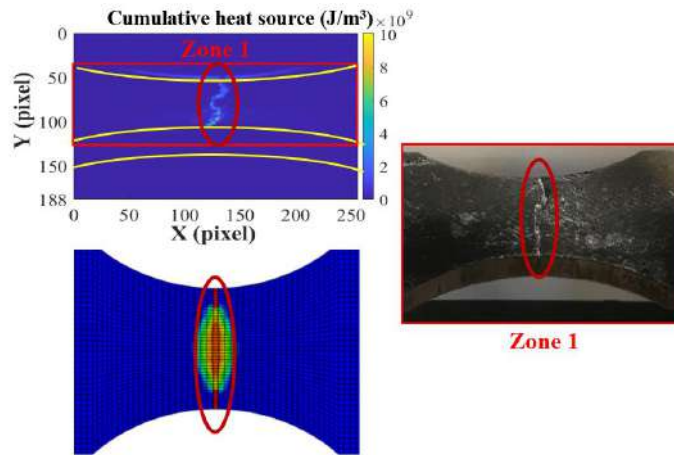 Cumulative heat source (J/m³)
×10⁹
Zone 1
Y (pixel)
0
50
100
150
188
0 50 100 150 200 250
X (pixel)
10
8
6
4
2
0
Zone 1